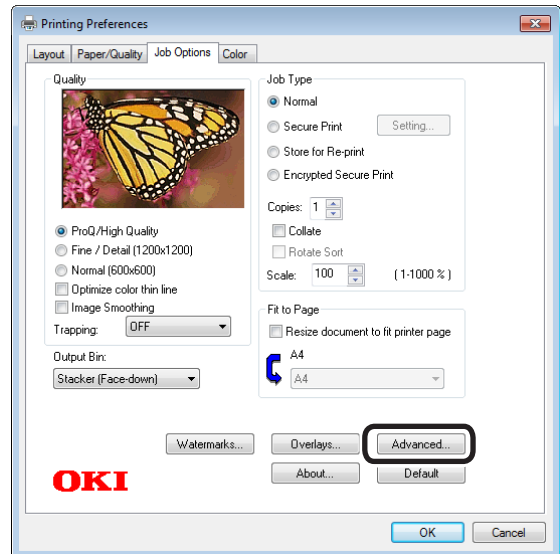 Printing Preferences
Layout Paper/Quality Job Options Color
Quality
ProQ/High Quality
Fine / Detail (1200x1200)
Normal (600x600)
Optimize color thin line
Image Smoothing
Trapping: OFF
Output Bin:
Stacker (Face-down)
Job Type
Normal
Secure Print Setting...
Store for Re-print
Encrypted Secure Print
Copies: 1
Collate
Rotate Sort
Scale: 100 (1-1000 %)
Fit to Page
Resize document to fit printer page
A4
A4
Watermarks... Overlays... Advanced...
OKI About... Default
OK Cancel